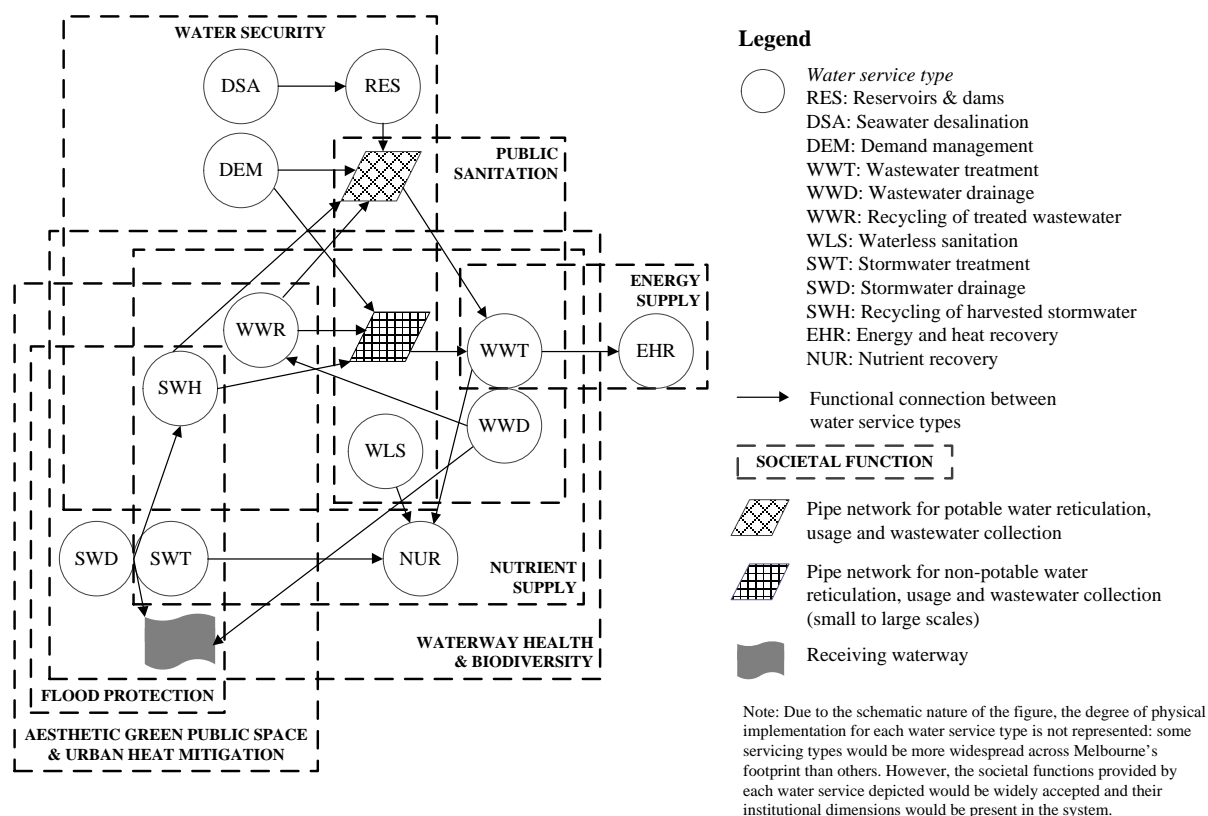 WATER SECURITY
DSA
RES
DEM
PUBLIC
SANITATION
ENERGY
SUPPLY
WWR
WWT
EHR
SWH
WWD
WLS
SWD
SWT
NUR
NUTRIENT
SUPPLY
WATERWAY HEALTH
& BIODIVERSITY
FLOOD PROTECTION
AESTHETIC GREEN PUBLIC SPACE
& URBAN HEAT MITIGATION
Legend
Water service type
RES: Reservoirs & dams
DSA: Seawater desalination
DEM: Demand management
WWT: Wastewater treatment
WWD: Wastewater drainage
WWR: Recycling of treated wastewater
WLS: Waterless sanitation
SWT: Stormwater treatment
SWD: Stormwater drainage
SWH: Recycling of harvested stormwater
EHR: Energy and heat recovery
NUR: Nutrient recovery
Functional connection between
water service types
SOCIETAL FUNCTION
Pipe network for potable water reticulation,
usage and wastewater collection
Pipe network for non-potable water
reticulation, usage and wastewater collection
(small to large scales)
Receiving waterway
Note: Due to the schematic nature of the figure, the degree of physical
implementation for each water service type is not represented: some
servicing types would be more widespread across Melbourne's
footprint than others. However, the societal functions provided by
each water service depicted would be widely accepted and their
institutional dimensions would be present in the system.